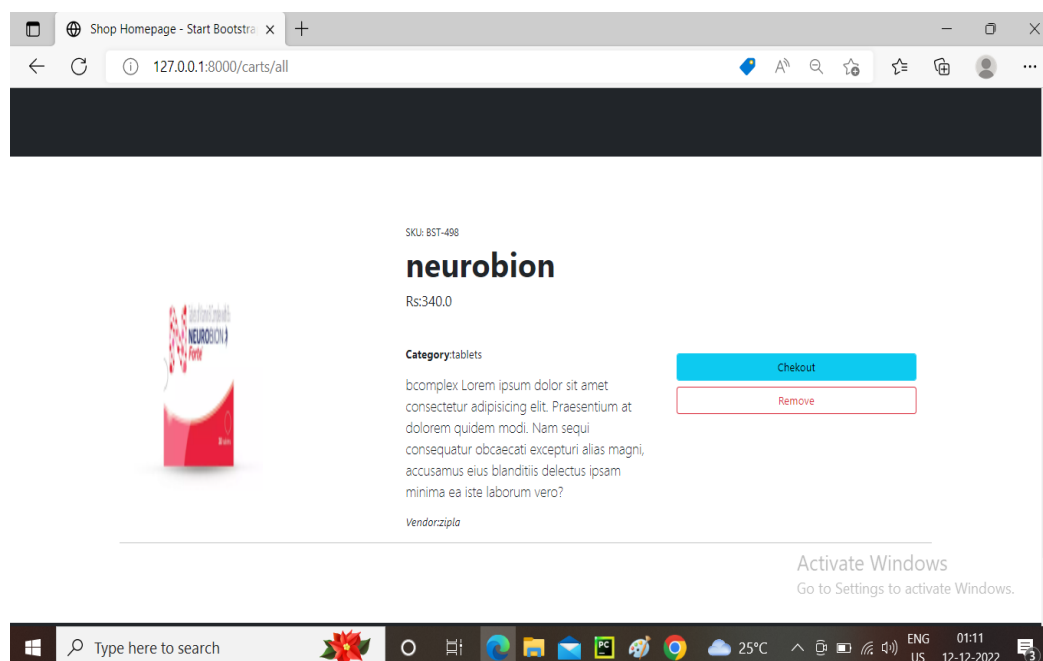 Shop Homepage - Start Bootstra
127.0.0.1:8000/carts/all
SKU: BST-498
neurobion
Rs:340.0
NEUROBION
Forte
Category:tablets
bcomplex Lorem ipsum dolor sit amet
consectetur adipisicing elit. Praesentium at
dolorem quidem modi. Nam sequi
consequatur obcaecati excepturi alias magni,
accusamus eius blanditiis delectus ipsam
minima ea iste laborum vero?
Vendor:zipla
Chekout
Remove
Activate Windows
Go to Settings to activate Windows.
Type here to search
PC
25°C
ENG
US
01:11
12-12-2022
3